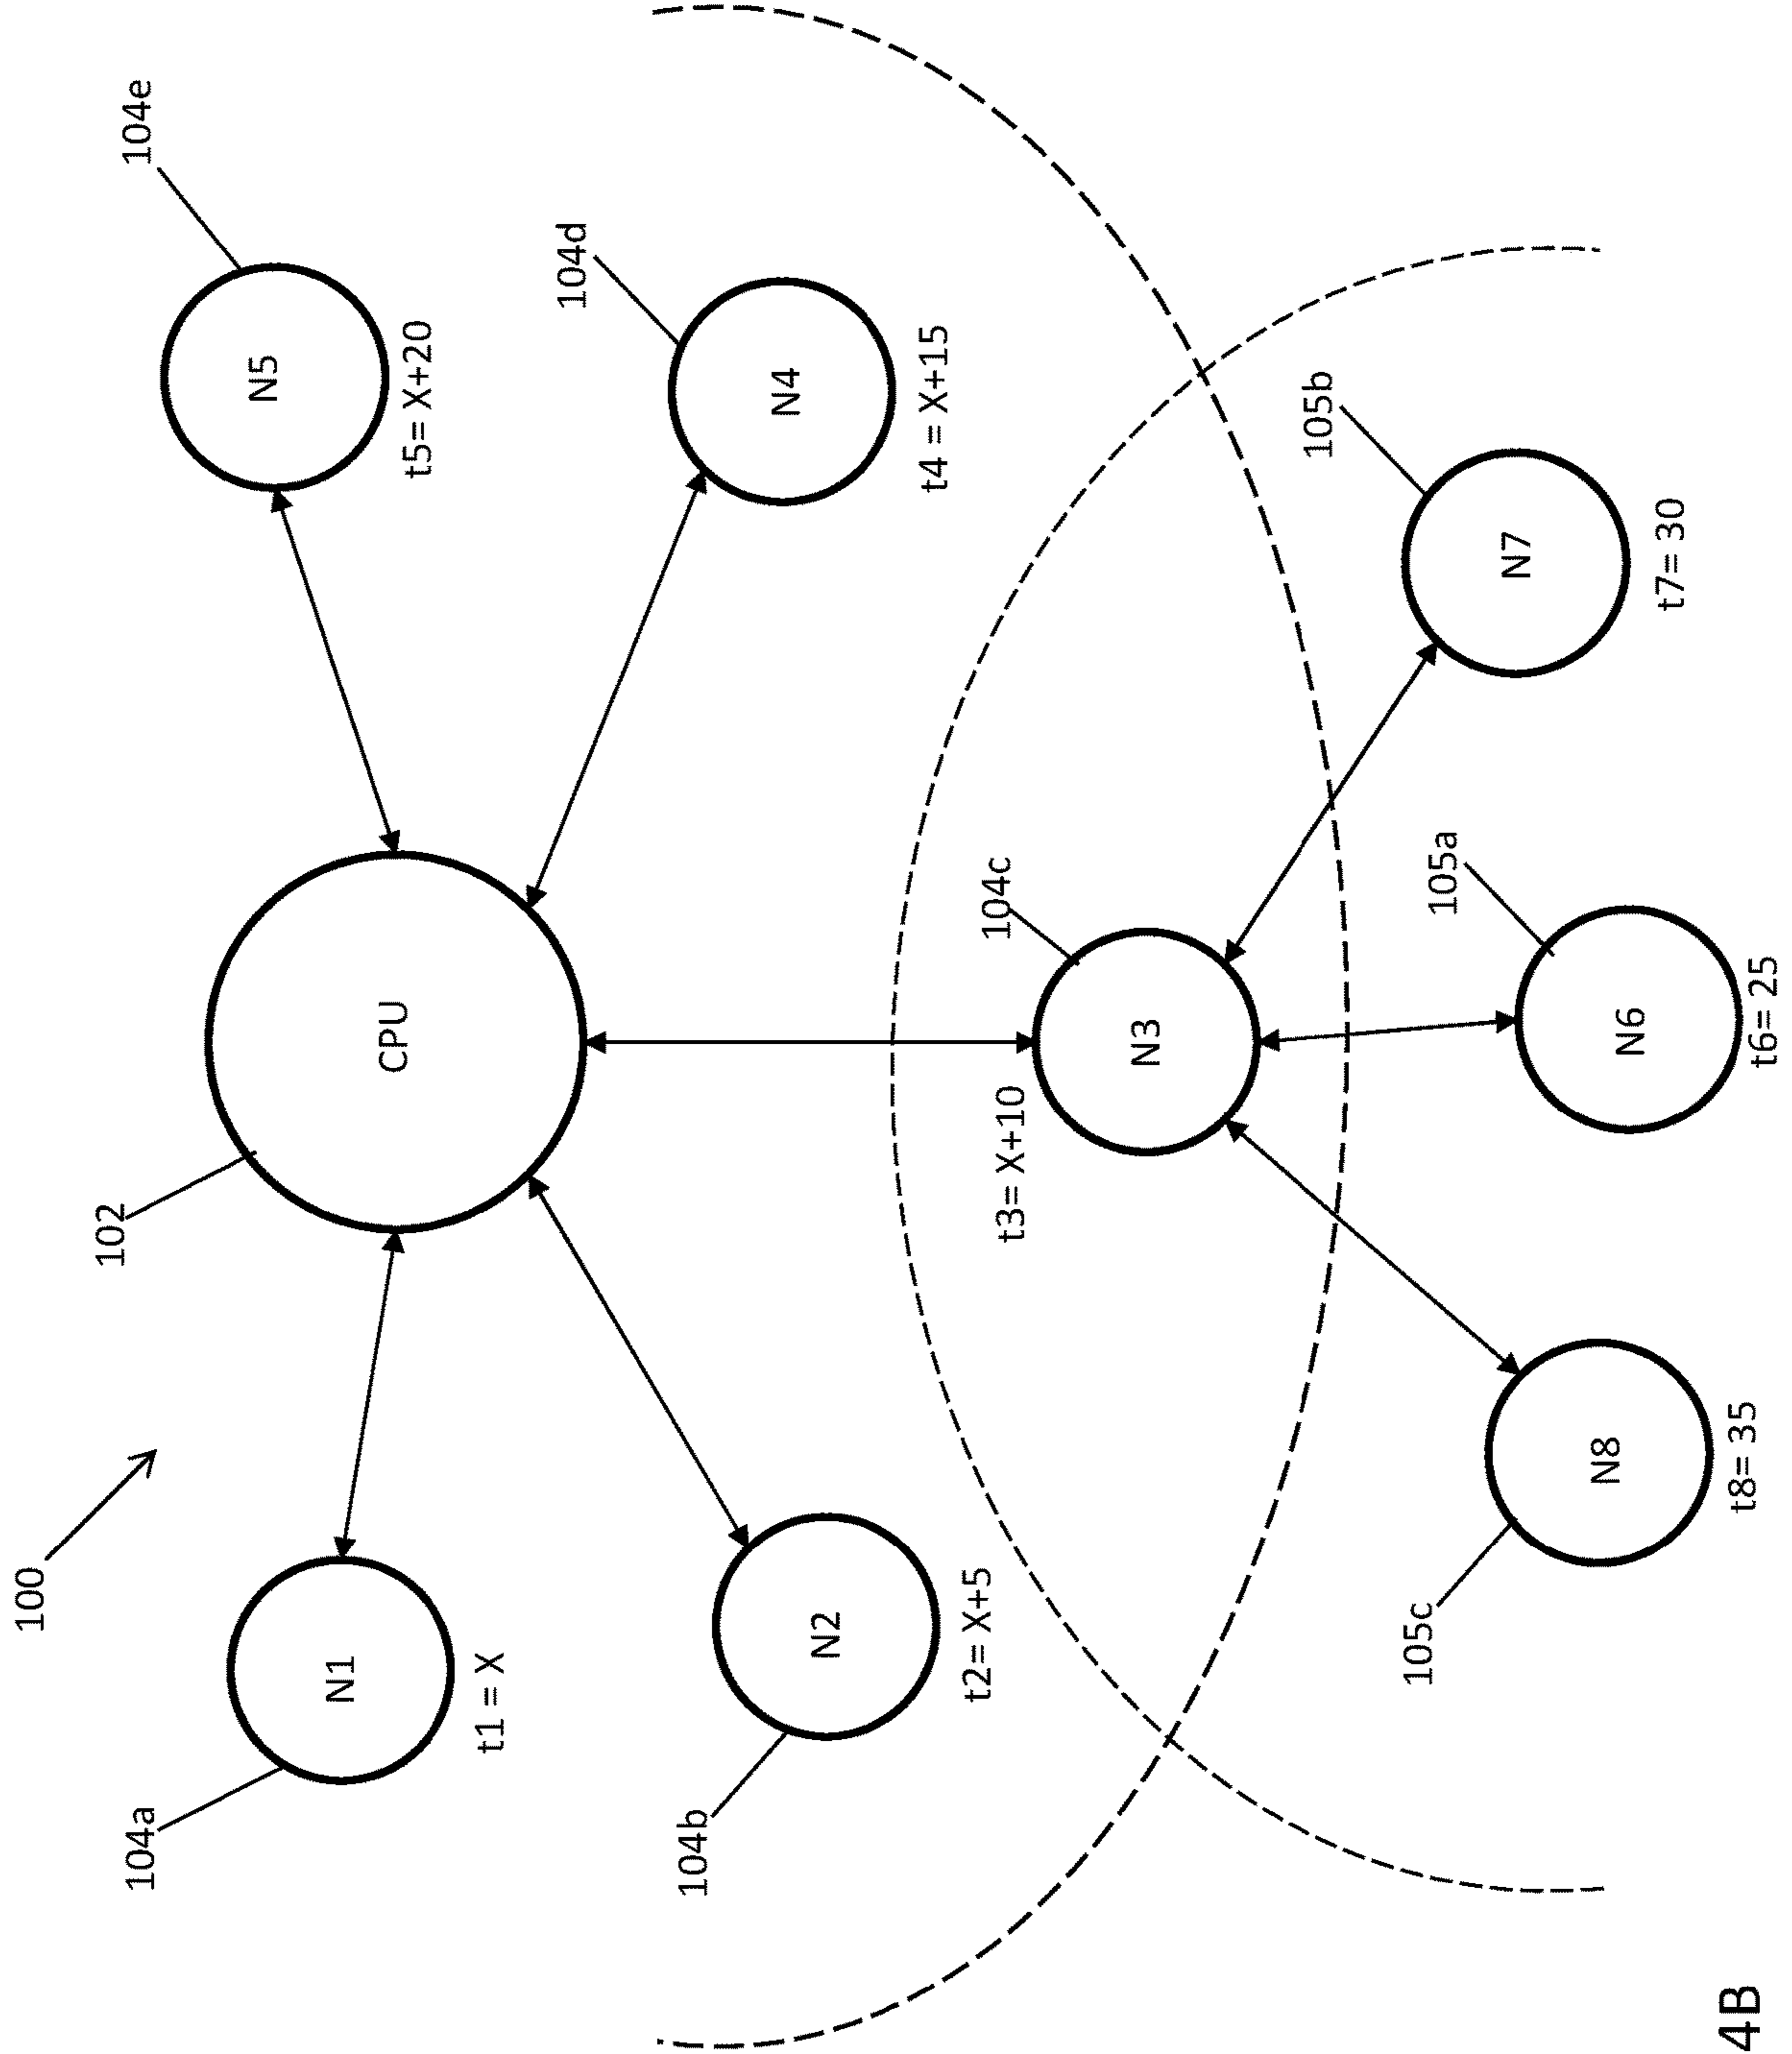 100
104a
N1
t1 = X
104b
N2
t2= X+5
102
CPU
104e
N5
t5= X+20
104d
N4
t4 = X+15
104c
N3
t3= X+10
105c
N8
t8= 35
105a
N6
t6= 25
105b
N7
t7= 30
4B